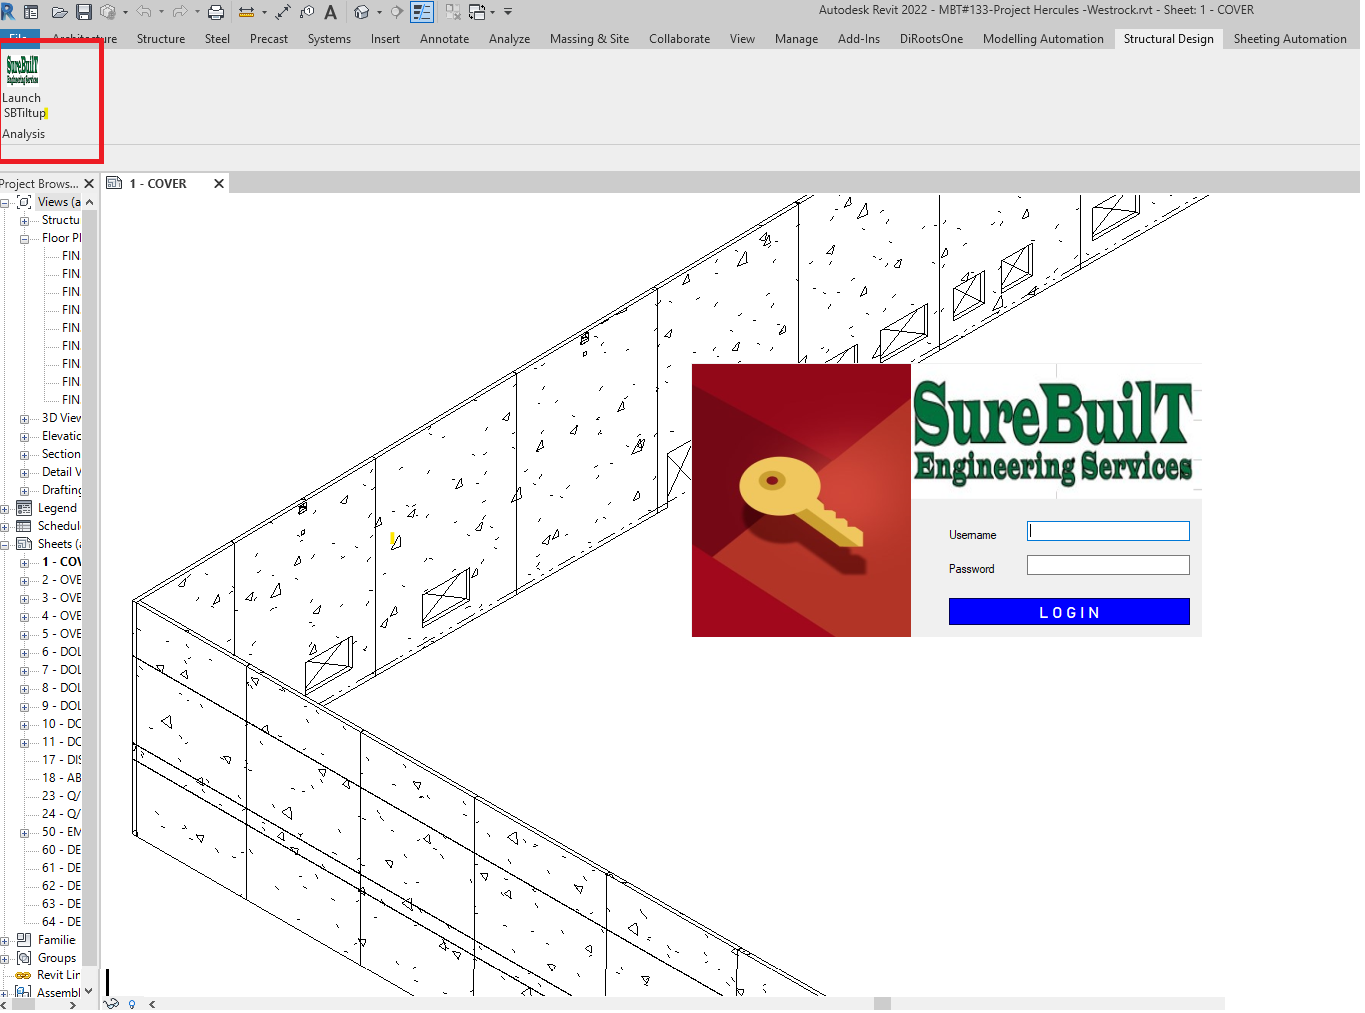 Autodesk Revit 2022 - MBT#133-Project Hercules -Westrock.rvt - Sheet: 1 - COVER
File Architecture Structure Steel Precast Systems Insert Annotate Analyze Massing & Site Collaborate View Manage Add-Ins DiRootsOne Modelling Automation Structural Design Sheeting Automation
SureBuilT
Engineering Services
Launch
SBTiltup
Analysis
Project Brows...
1 - COVER
Views (a
Structu
Floor Pl
FIN
FIN
FIN
FIN
FIN
FIN
FIN
FIN
FIN
3D View
Elevatic
Section
Detail V
Drafting
Legend
Schedul
Sheets (a
1 - COV
2 - OVE
3 - OVE
4 - OVE
5 - OVE
6 - DOL
7 - DOL
8 - DOL
9 - DOL
10 - DC
11 - DC
17 - DIS
18 - AB
23 - Q/
24 - Q/
50 - EM
60 - DE
61 - DE
62 - DE
63 - DE
64 - DE
Familie
Groups
Revit Lin
Assembl
SureBuilT
Engineering Services
Username
Password
LOGIN